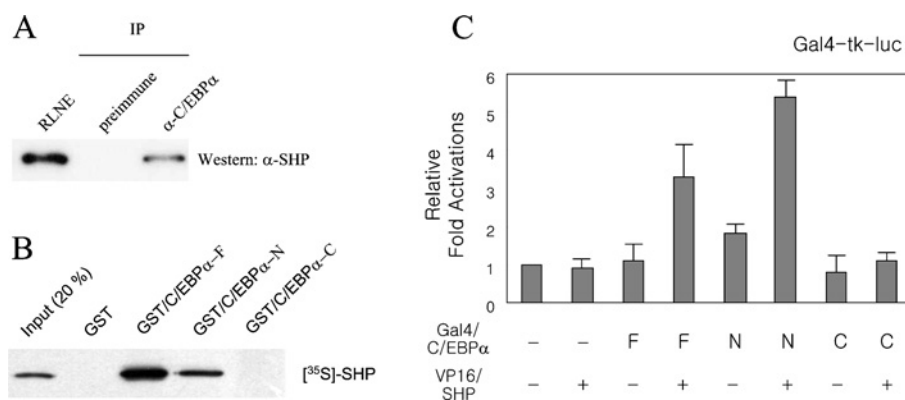 A
IP
RLNE
preimmune
α-C/EBPα
Western: α-SHP
B
Input (20 %)
GST
GST/C/EBPα-F
GST/C/EBPα-N
GST/C/EBPα-C
[³⁵S]-SHP
C
Gal4-tk-luc
Relative
Fold Activations
6
5
4
3
2
1
0
Gal4/
C/EBPα
– – F F N N C C
VP16/
SHP
– + – + – + – +